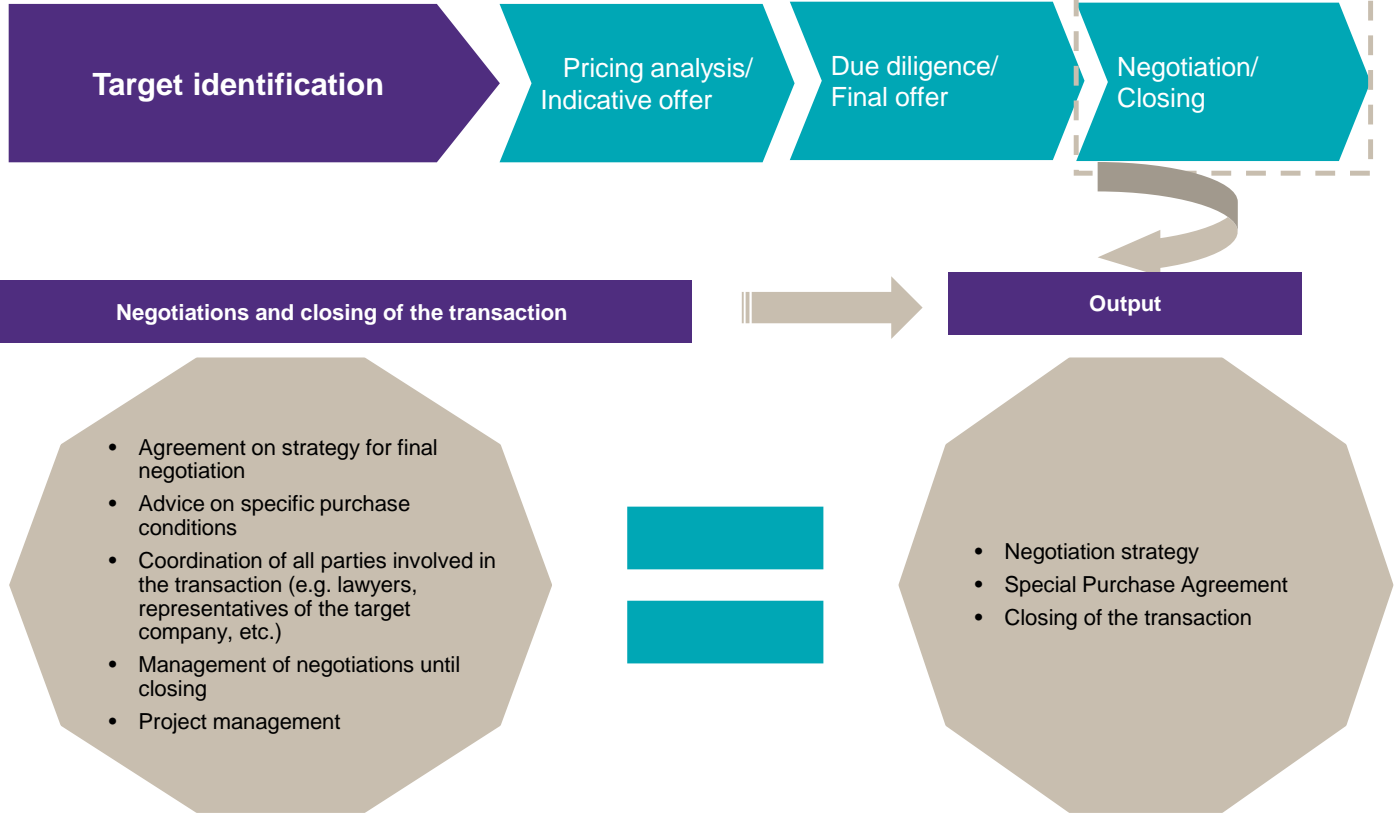 Target identification
Pricing analysis/
Indicative offer
Due diligence/
Final offer
Negotiation/
Closing
Negotiations and closing of the transaction
Output
• Agreement on strategy for final
negotiation
• Advice on specific purchase
conditions
• Coordination of all parties involved in
the transaction (e.g. lawyers,
representatives of the target
company, etc.)
• Management of negotiations until
closing
• Project management
• Negotiation strategy
• Special Purchase Agreement
• Closing of the transaction